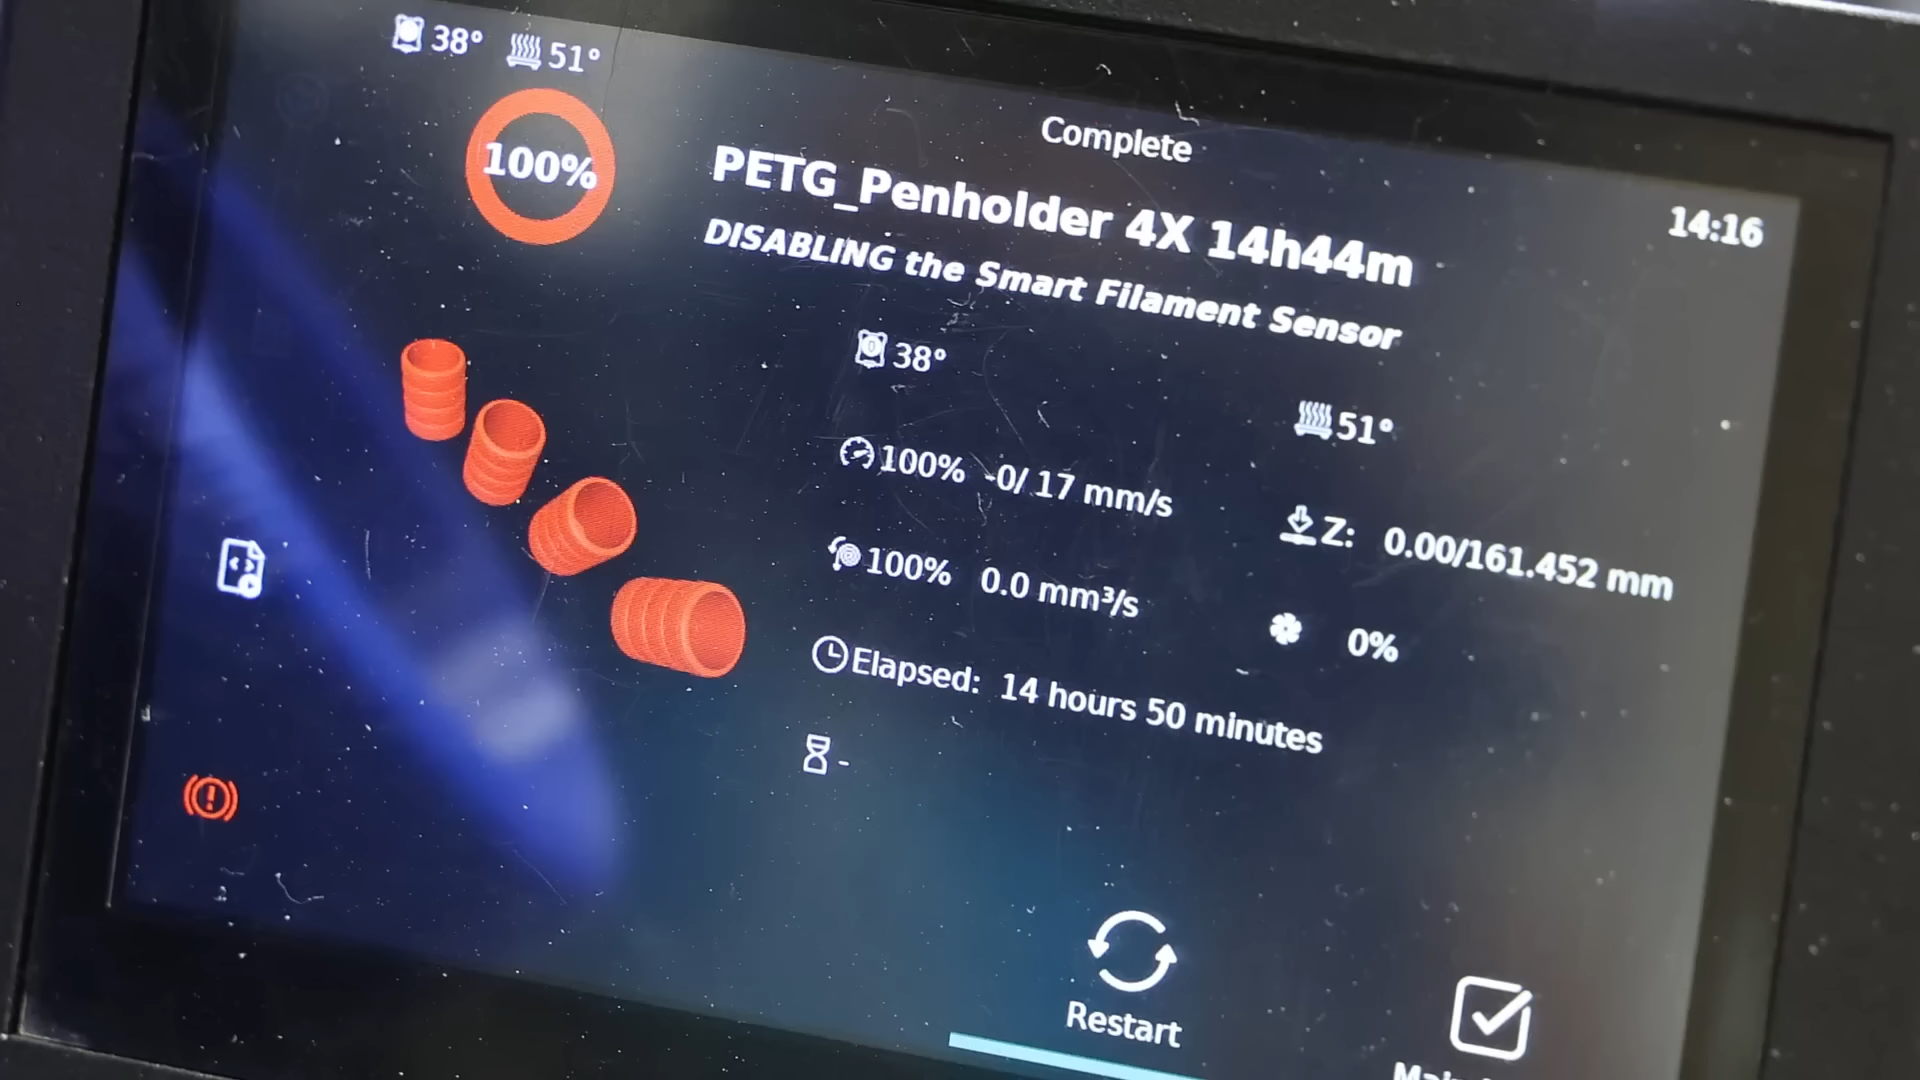 38° 51°
100%
Complete
14:16
PETG_Penholder 4X 14h44m
DISABLING the Smart Filament Sensor
38°
51°
100% -0/ 17 mm/s
Z: 0.00/161.452 mm
100% 0.0 mm³/s
0%
Elapsed: 14 hours 50 minutes
-
Restart